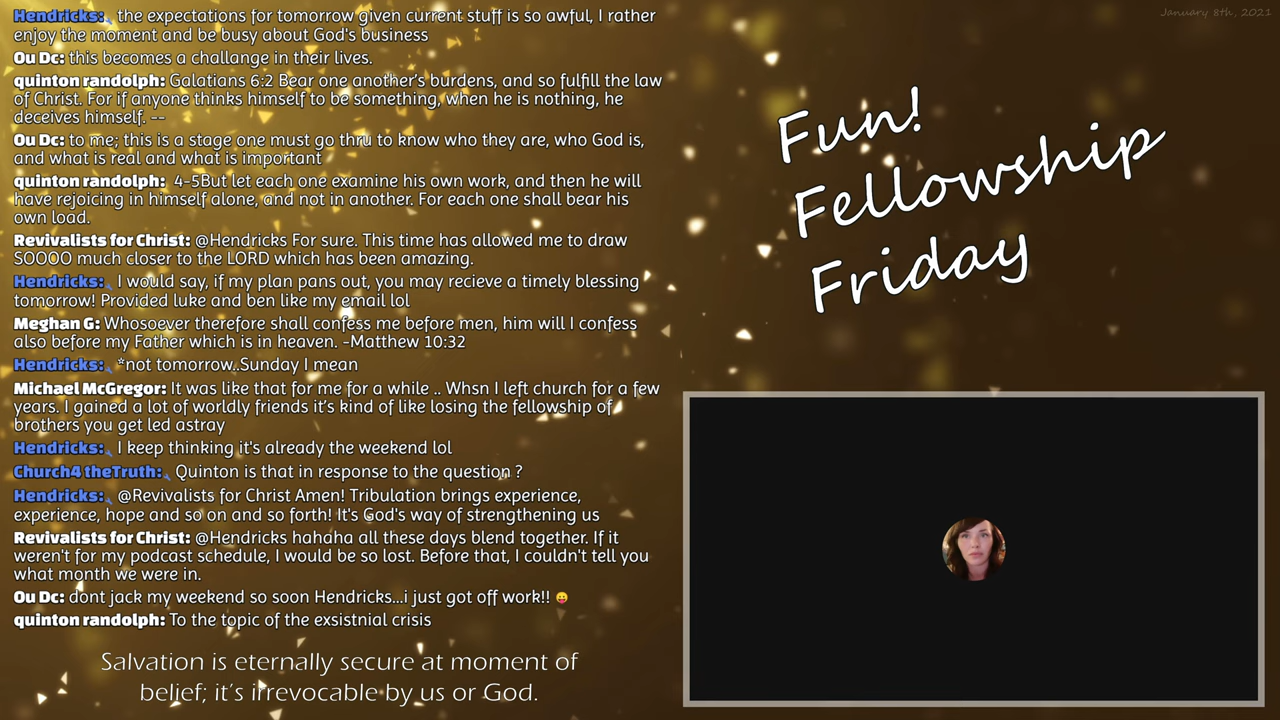 Hendricks: the expectations for tomorrow given current stuff is so awful, I rather
enjoy the moment and be busy about God's business
Ou Dc: this becomes a challange in their lives.
quinton randolph: Galatians 6:2 Bear one another's burdens, and so fulfill the law
of Christ. For if anyone thinks himself to be something, when he is nothing, he
deceives himself. --
Ou Dc: to me; this is a stage one must go thru to know who they are, who God is,
and what is real and what is important
quinton randolph: 4-5But let each one examine his own work, and then he will
have rejoicing in himself alone, and not in another. For each one shall bear his
own load.
Revivalists for Christ: @Hendricks For sure. This time has allowed me to draw
SOOOO much closer to the LORD which has been amazing.
Hendricks: I would say, if my plan pans out, you may recieve a timely blessing
tomorrow! Provided luke and ben like my email lol
Meghan G: Whosoever therefore shall confess me before men, him will I confess
also before my Father which is in heaven. -Matthew 10:32
Hendricks: *not tomorrow..Sunday I mean
Michael McGregor: It was like that for me for a while .. Whsn I left church for a few
years. I gained a lot of worldly friends it's kind of like losing the fellowship of
brothers you get led astray
Hendricks: I keep thinking it's already the weekend lol
Church4 theTruth: Quinton is that in response to the question ?
Hendricks: @Revivalists for Christ Amen! Tribulation brings experience,
experience, hope and so on and so forth! It's God's way of strengthening us
Revivalists for Christ: @Hendricks hahaha all these days blend together. If it
weren't for my podcast schedule, I would be so lost. Before that, I couldn't tell you
what month we were in.
Ou Dc: dont jack my weekend so soon Hendricks...i just got off work!! 😛
quinton randolph: To the topic of the exsistnial crisis
Salvation is eternally secure at moment of
belief; it's irrevocable by us or God.
January 8th, 2021
Fun!
Fellowship
Friday